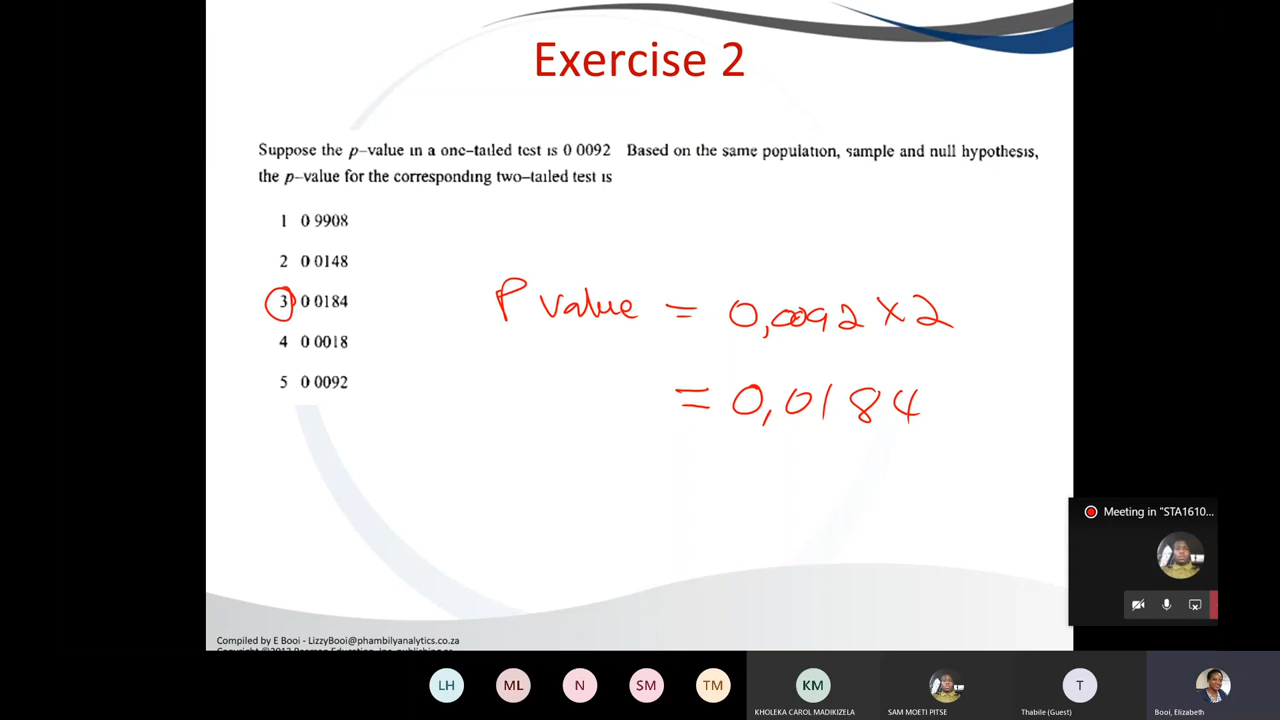 Exercise 2
Suppose the p–value in a one–tailed test is 0 0092 Based on the same population, sample and null hypothesis,
the p–value for the corresponding two–tailed test is
1 0 9908
2 0 0148
3 0 0184
4 0 0018
5 0 0092
P value = 0,0092 × 2
= 0,0184
Meeting in "STA1610...
Compiled by E Booi - LizzyBooi@phambilyanalytics.co.za
LH
ML
N
SM
TM
KM
KHOLEKA CAROL MADIKIZELA
SAM MOETI PITSE
T
Thabile (Guest)
Booi, Elizabeth